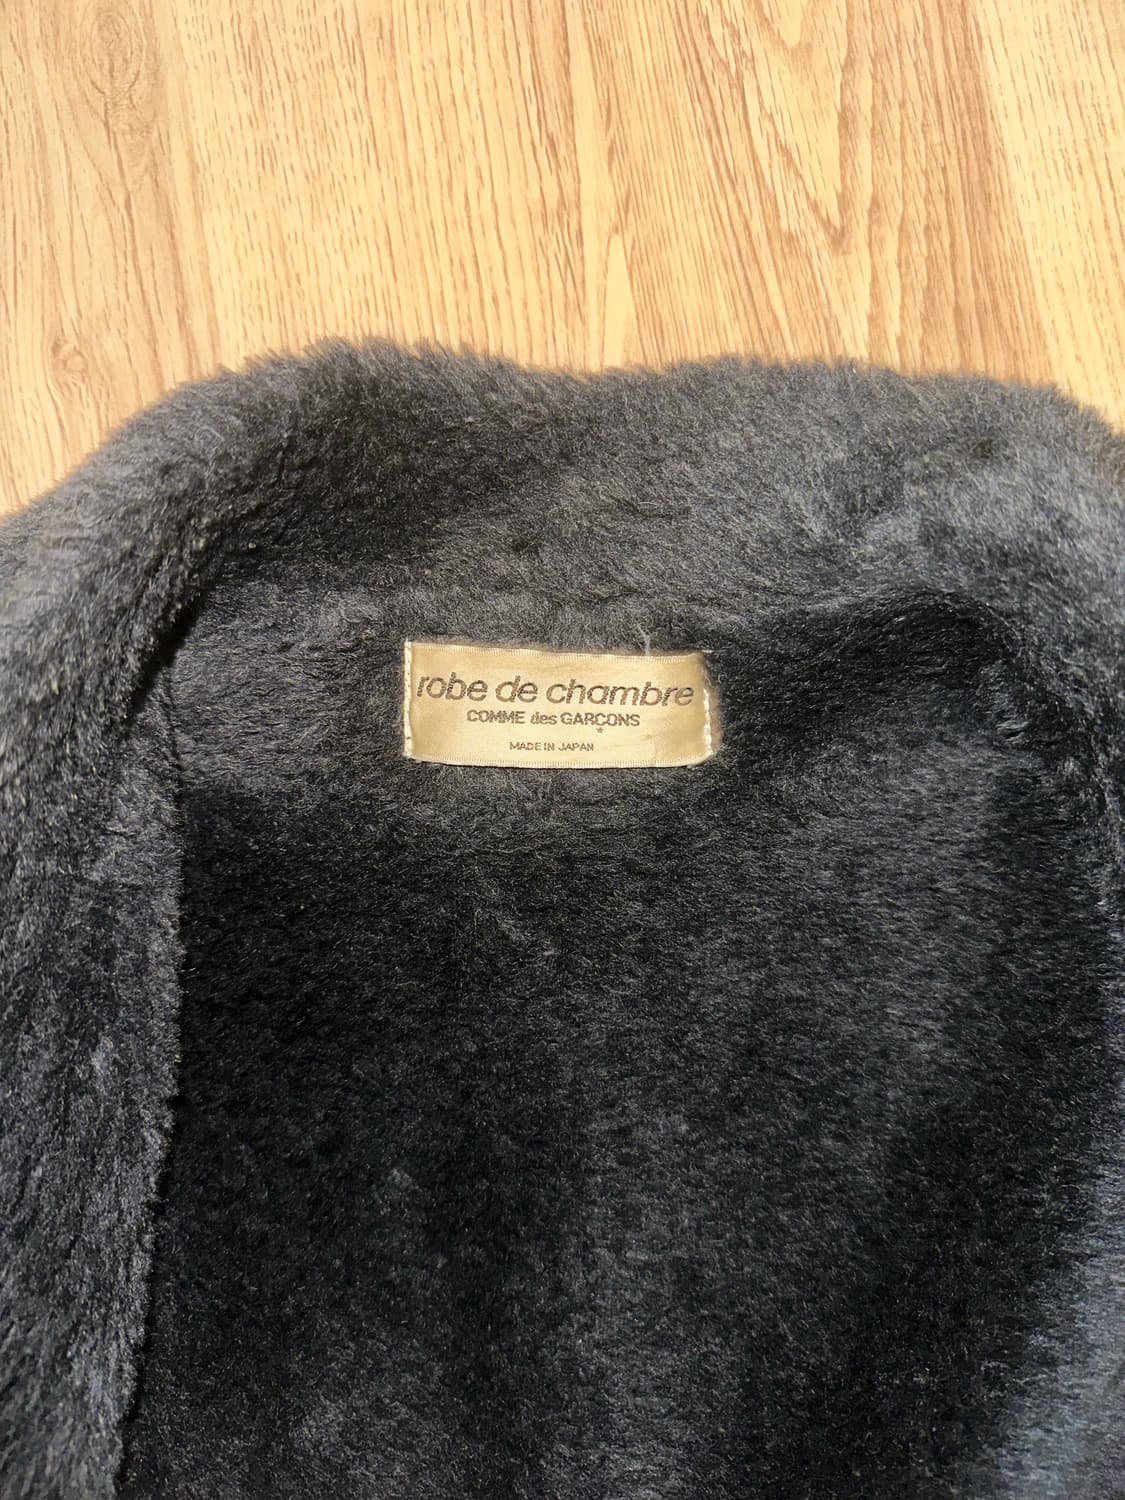 robe de chambre
COMME des GARÇONS
MADE IN JAPAN